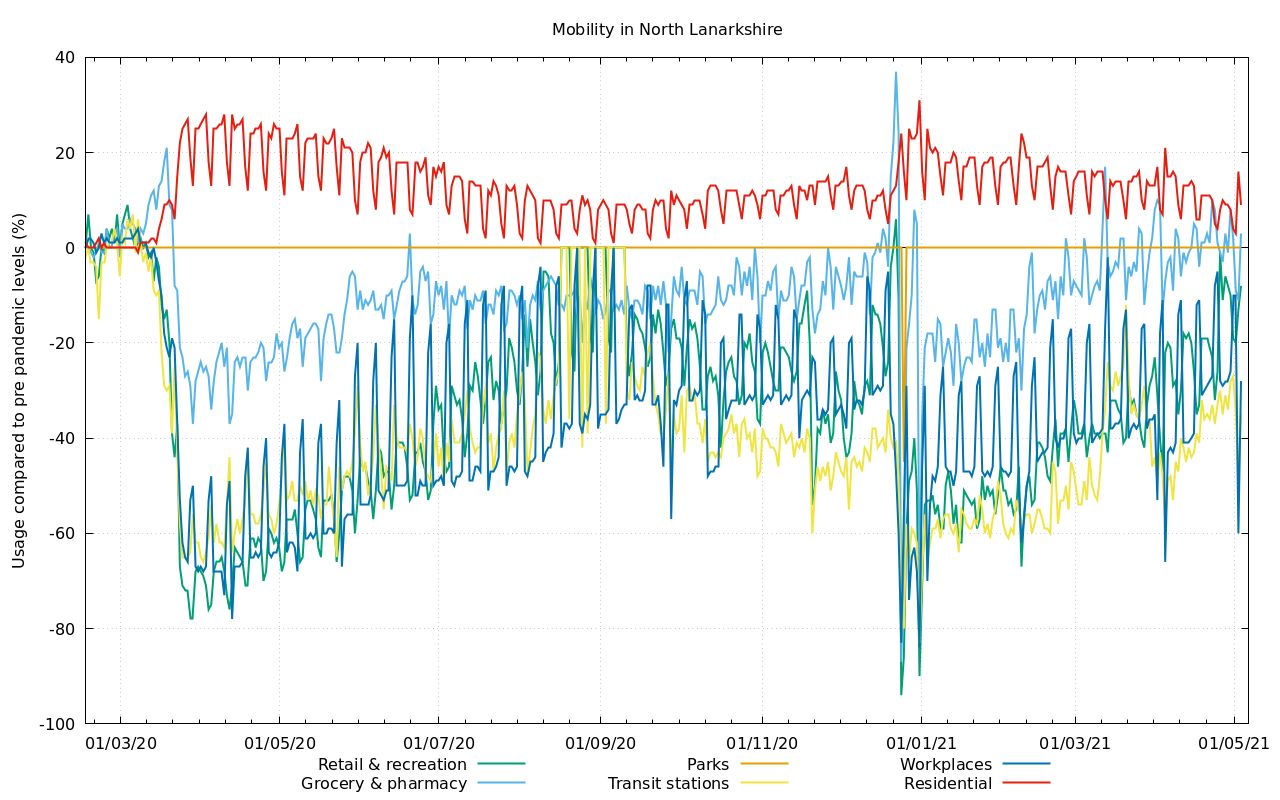 Mobility in North Lanarkshire
Usage compared to pre pandemic levels (%)
40
20
0
-20
-40
-60
-80
-100
01/03/20 01/05/20 01/07/20 01/09/20 01/11/20 01/01/21 01/03/21 01/05/21
Retail & recreation Parks Workplaces
Grocery & pharmacy Transit stations Residential